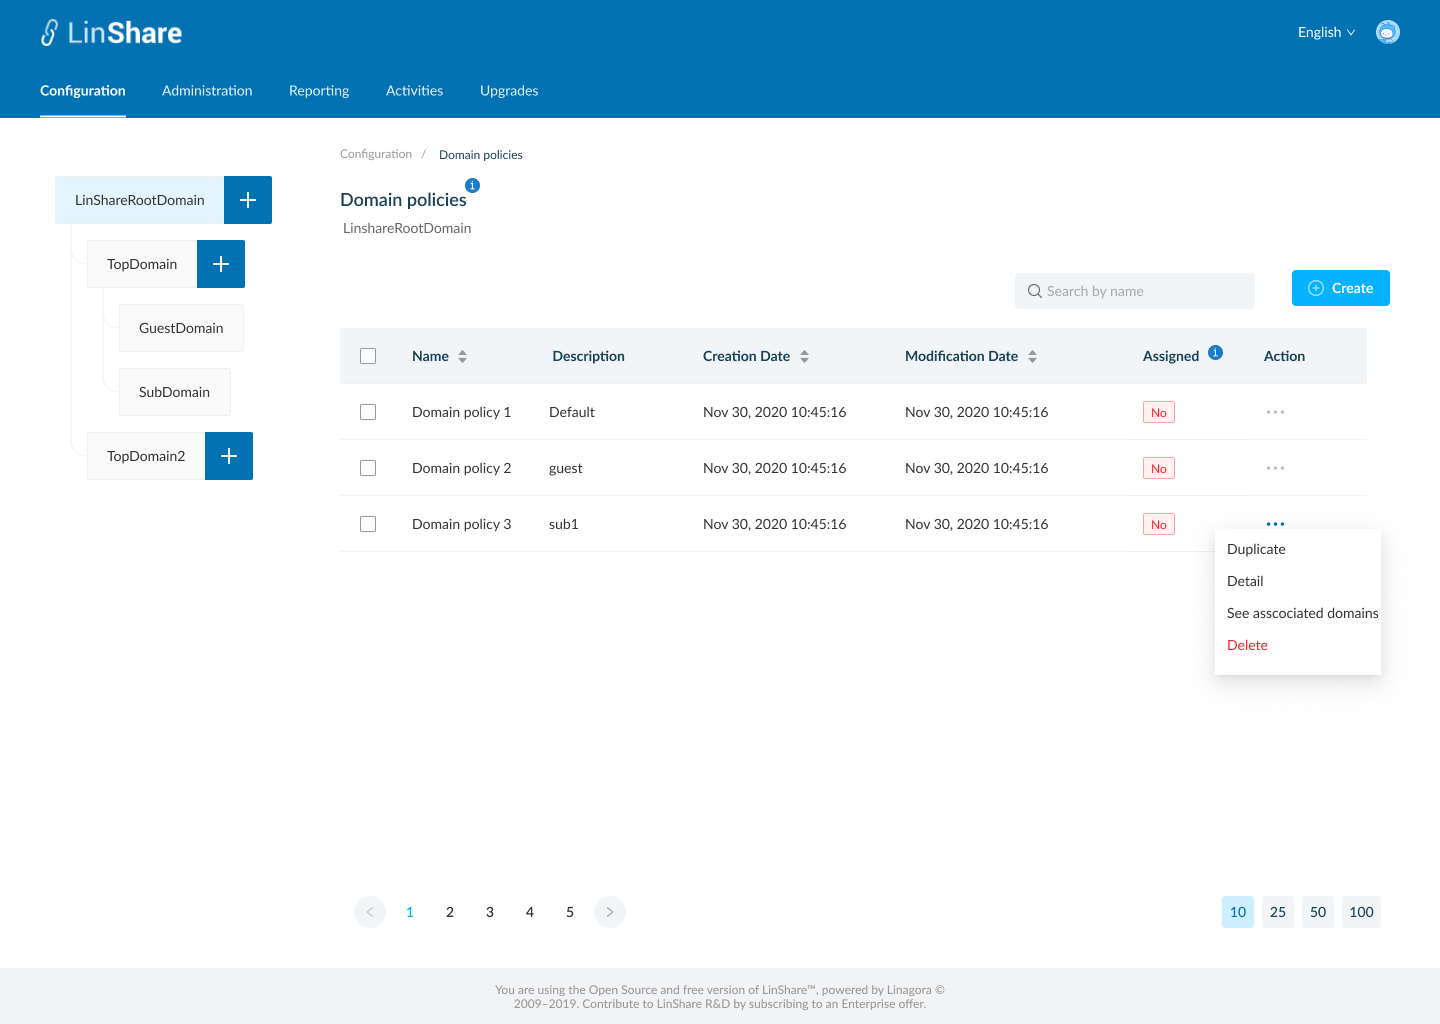 LinShare
English
Configuration Administration Reporting Activities Upgrades
Configuration / Domain policies
LinShareRootDomain
TopDomain
GuestDomain
SubDomain
TopDomain2
Domain policies
LinshareRootDomain
Search by name
Create
Name Description Creation Date Modification Date Assigned Action
Domain policy 1 Default Nov 30, 2020 10:45:16 Nov 30, 2020 10:45:16 No
Domain policy 2 guest Nov 30, 2020 10:45:16 Nov 30, 2020 10:45:16 No
Domain policy 3 sub1 Nov 30, 2020 10:45:16 Nov 30, 2020 10:45:16 No
Duplicate
Detail
See asscociated domains
Delete
1 2 3 4 5
10 25 50 100
You are using the Open Source and free version of LinShare™, powered by Linagora ©
2009–2019. Contribute to LinShare R&D by subscribing to an Enterprise offer.